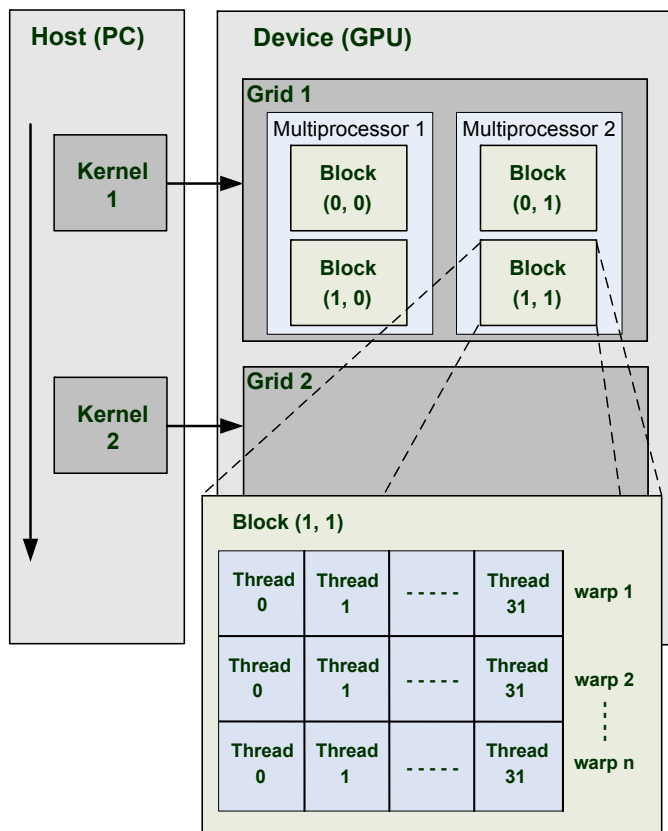 Host (PC)
Device (GPU)
Grid 1
Multiprocessor 1
Multiprocessor 2
Kernel
1
Block
(0, 0)
Block
(0, 1)
Block
(1, 0)
Block
(1, 1)
Grid 2
Kernel
2
Block (1, 1)
Thread
0
Thread
1
- - - - -
Thread
31
warp 1
Thread
0
Thread
1
- - - - -
Thread
31
warp 2
Thread
0
Thread
1
- - - - -
Thread
31
warp n